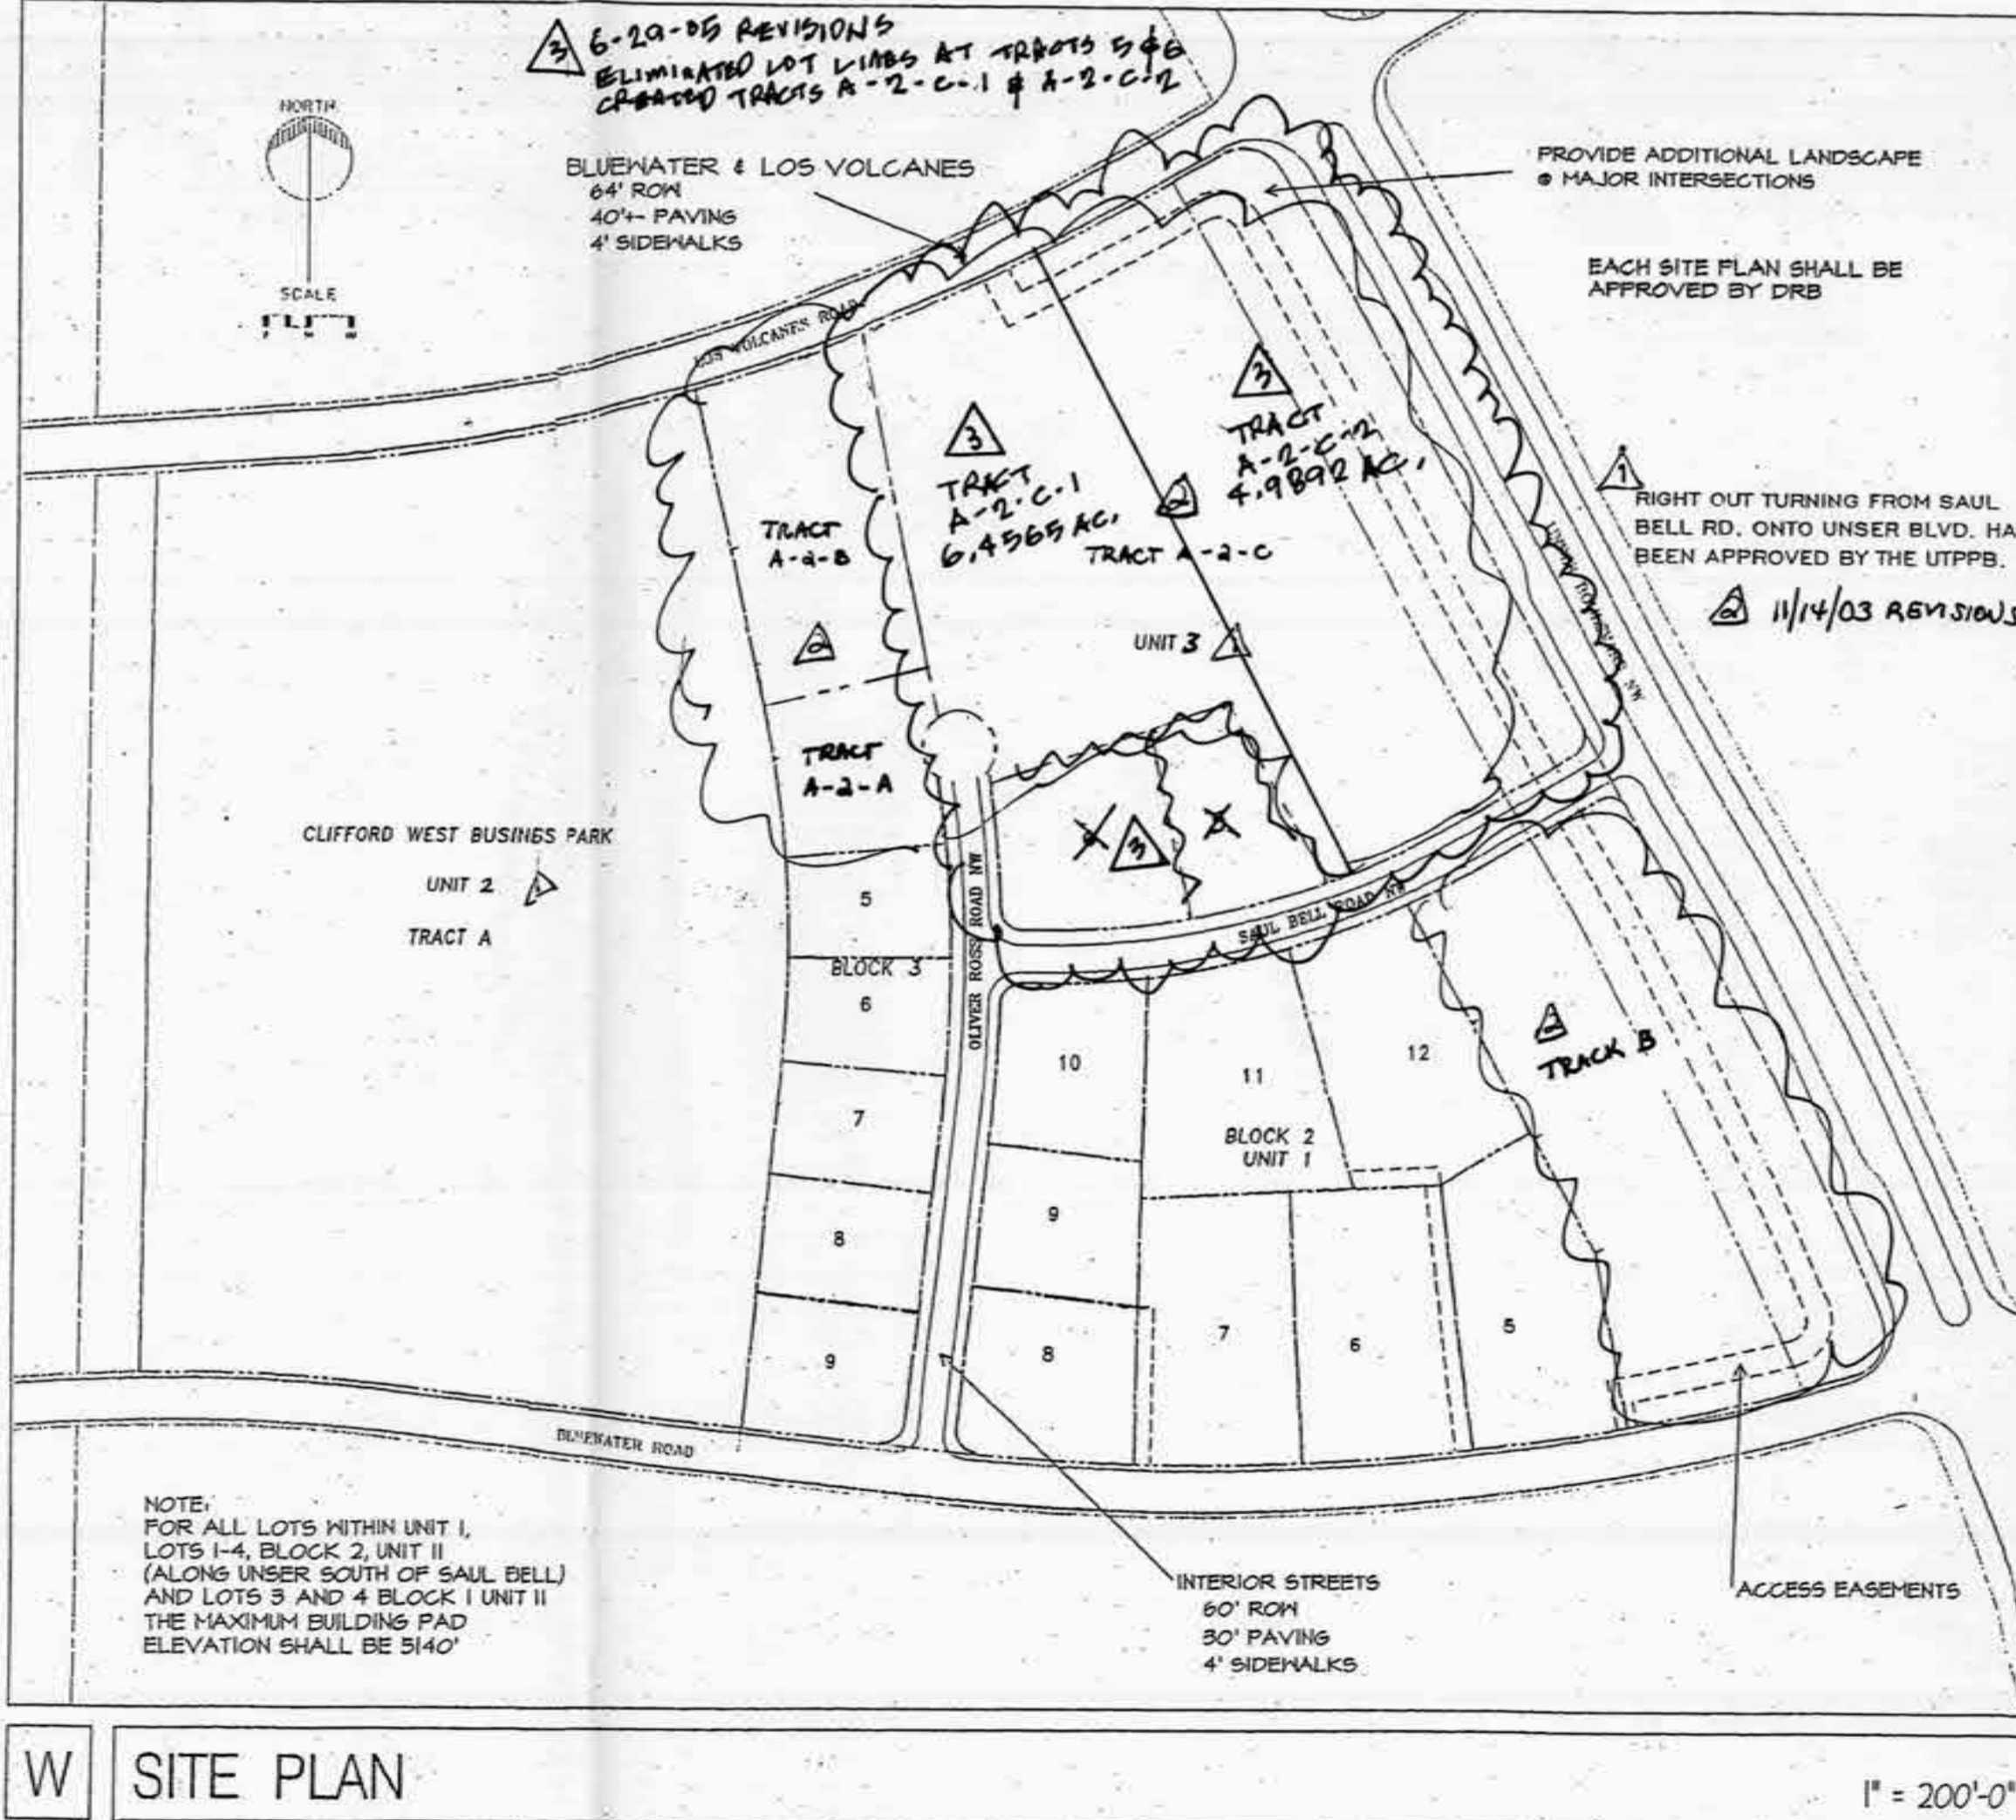 3 6-29-05 REVISIONS
ELIMINATED LOT LINES AT TRACTS 5 & 6
CREATED TRACTS A-2-C-1 & A-2-C-2
NORTH
SCALE
BLUEWATER & LOS VOLCANES
64' ROW
40'+- PAVING
4' SIDEWALKS
PROVIDE ADDITIONAL LANDSCAPE
@ MAJOR INTERSECTIONS
EACH SITE PLAN SHALL BE
APPROVED BY DRB
LOS VOLCANES ROAD
3
TRACT
A-2-C-2
4.9892 AC.
3
TRACT
A-2-C-1
6.4565 AC.
2
TRACT A-2-C
1
RIGHT OUT TURNING FROM SAUL
BELL RD. ONTO UNSER BLVD. HA
BEEN APPROVED BY THE UTPPB.
2 11/14/03 REVISIONS
TRACT
A-2-B
2
UNIT 3 1
NW
TRACT
A-2-A
3
CLIFFORD WEST BUSINES PARK
UNIT 2 1
TRACT A
5
BLOCK 3
6
7
8
9
OLIVER ROSS ROAD NW
SAUL BELL ROAD NW
10
11
12
BLOCK 2
UNIT 1
9
8
7
6
5
2
TRACK B
BLUEWATER ROAD
NOTE:
FOR ALL LOTS WITHIN UNIT I,
LOTS 1-4, BLOCK 2, UNIT II
(ALONG UNSER SOUTH OF SAUL BELL)
AND LOTS 3 AND 4 BLOCK 1 UNIT II
THE MAXIMUM BUILDING PAD
ELEVATION SHALL BE 5140'
INTERIOR STREETS
60' ROW
30' PAVING
4' SIDEWALKS
ACCESS EASEMENTS
W
SITE PLAN
1" = 200'-0"